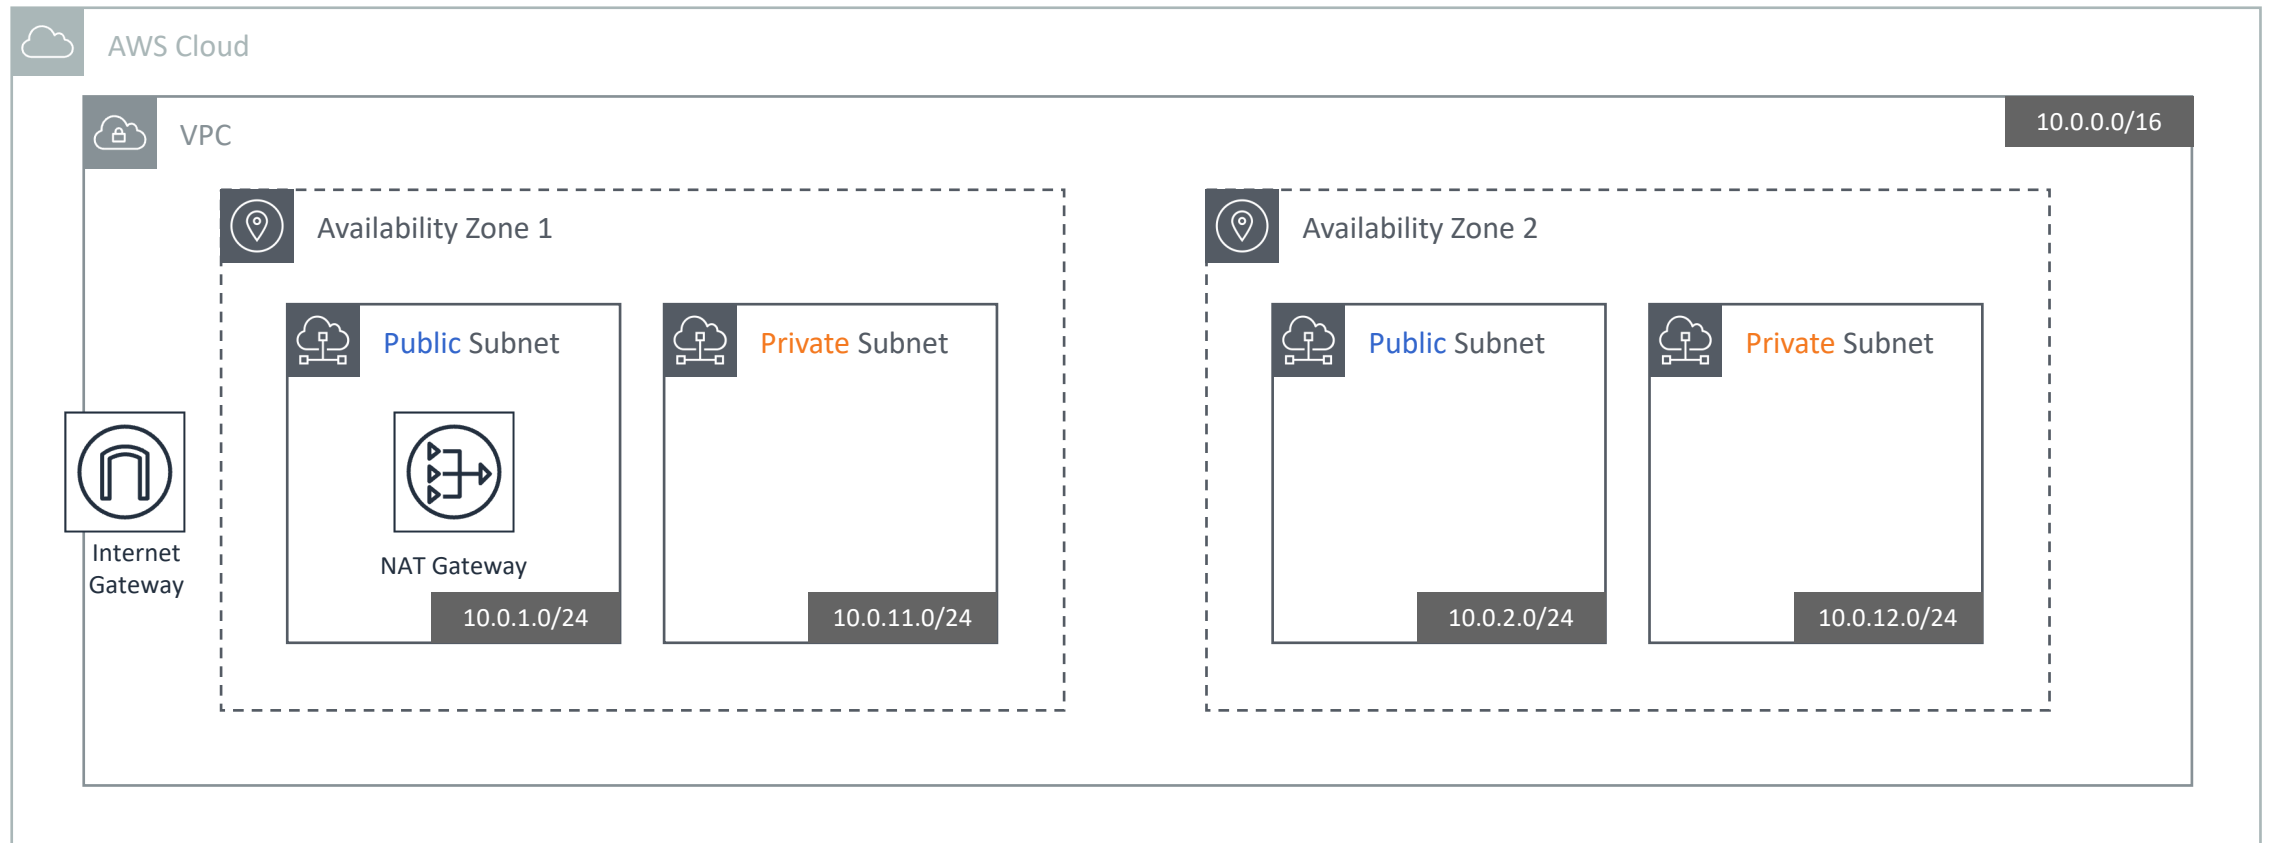 AWS Cloud
VPC
10.0.0.0/16
Availability Zone 1
Availability Zone 2
Public Subnet
Private Subnet
Public Subnet
Private Subnet
Internet
Gateway
NAT Gateway
10.0.1.0/24
10.0.11.0/24
10.0.2.0/24
10.0.12.0/24